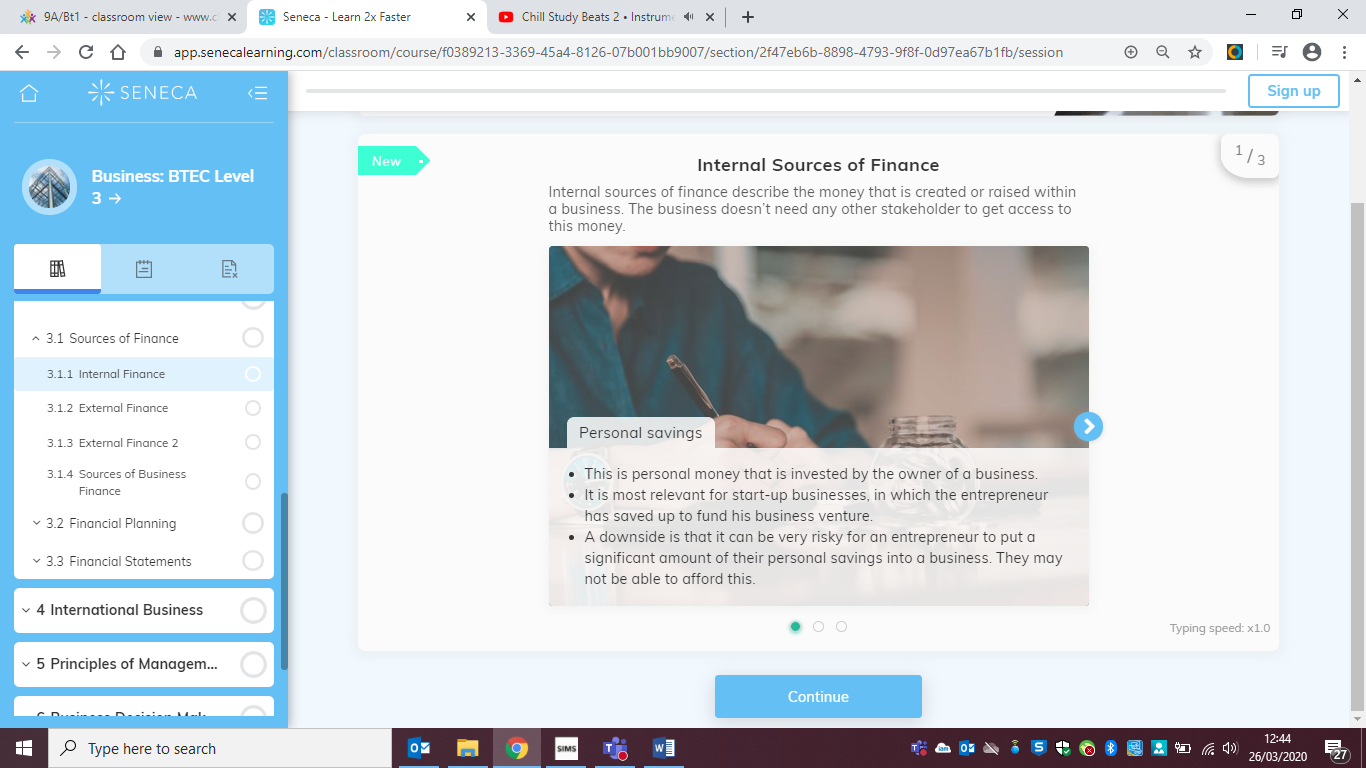 9A/Bt1 - classroom view - www.c
Seneca - Learn 2x Faster
Chill Study Beats 2 • Instrume
app.senecalearning.com/classroom/course/f0389213-3369-45a4-8126-07b001bb9007/section/2f47eb6b-8898-4793-9f8f-0d97ea67b1fb/session
SENECA
Sign up
Business: BTEC Level
3 →
3.1 Sources of Finance
3.1.1 Internal Finance
3.1.2 External Finance
3.1.3 External Finance 2
3.1.4 Sources of Business
Finance
3.2 Financial Planning
3.3 Financial Statements
4 International Business
5 Principles of Managem...
New
Internal Sources of Finance
1 / 3
Internal sources of finance describe the money that is created or raised within
a business. The business doesn't need any other stakeholder to get access to
this money.
Personal savings
• This is personal money that is invested by the owner of a business.
• It is most relevant for start-up businesses, in which the entrepreneur
has saved up to fund his business venture.
• A downside is that it can be very risky for an entrepreneur to put a
significant amount of their personal savings into a business. They may
not be able to afford this.
Typing speed: x1.0
Continue
Type here to search
SIMS
12:44
26/03/2020
27